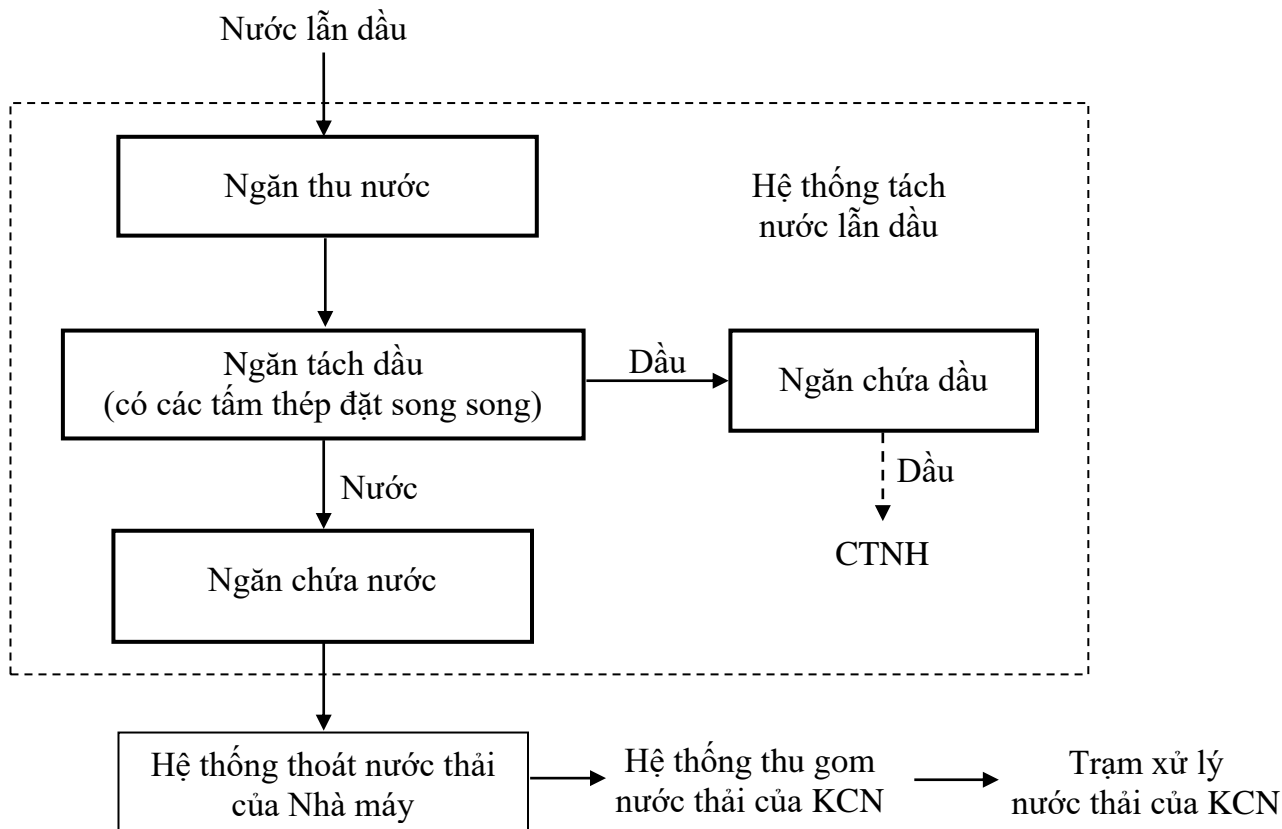 Nước lẫn dầu
Ngăn thu nước
Hệ thống tách
nước lẫn dầu
Ngăn tách dầu
(có các tấm thép đặt song song)
Dầu
Ngăn chứa dầu
Nước
Dầu
CTNH
Ngăn chứa nước
Hệ thống thoát nước thải
của Nhà máy
Hệ thống thu gom
nước thải của KCN
Trạm xử lý
nước thải của KCN